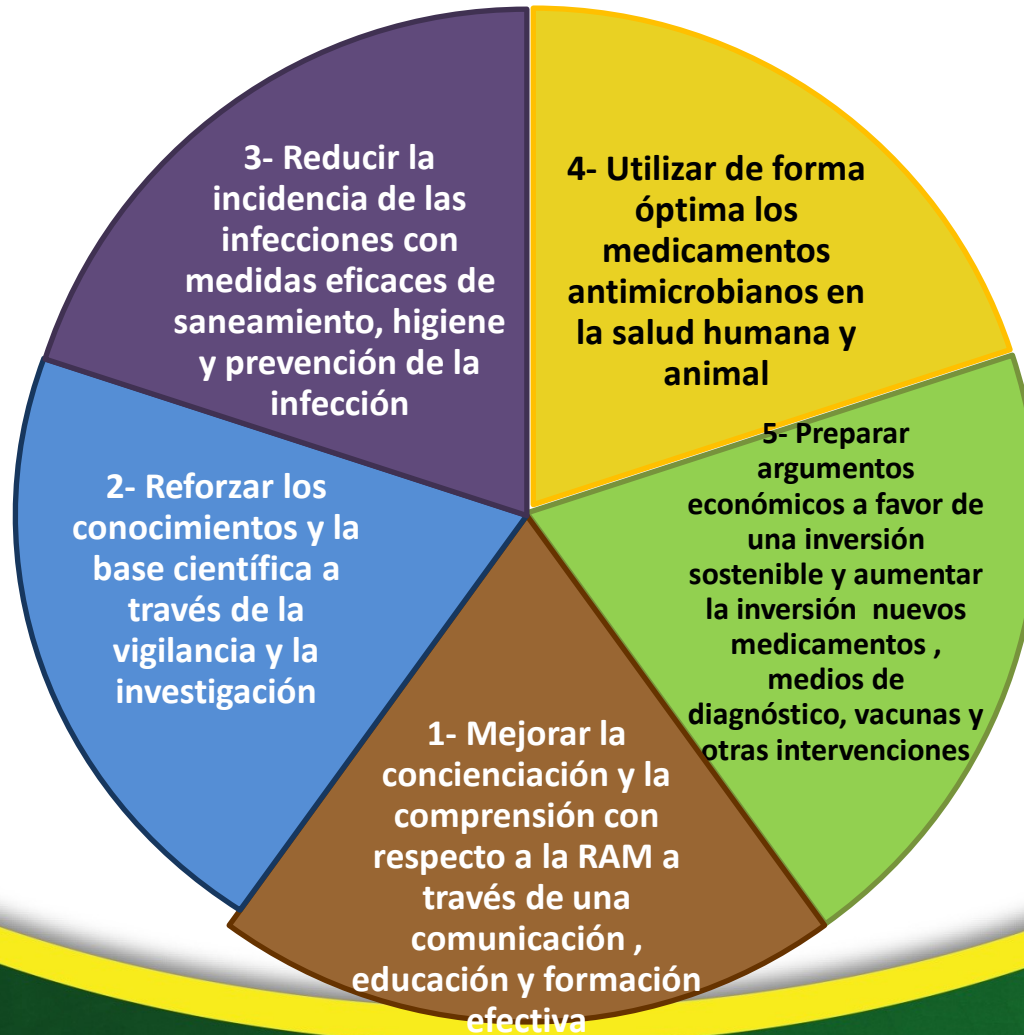 3- Reducir la
incidencia de las
infecciones con
medidas eficaces de
saneamiento, higiene
y prevención de la
infección
4- Utilizar de forma
óptima los
medicamentos
antimicrobianos en
la salud humana y
animal
2- Reforzar los
conocimientos y la
base científica a
través de la
vigilancia y la
investigación
5- Preparar
argumentos
económicos a favor de
una inversión
sostenible y aumentar
la inversión  nuevos
medicamentos ,
medios de
diagnóstico, vacunas y
otras intervenciones
1- Mejorar la
concienciación y la
comprensión con
respecto a la RAM a
través de una
comunicación ,
educación y formación
efectiva